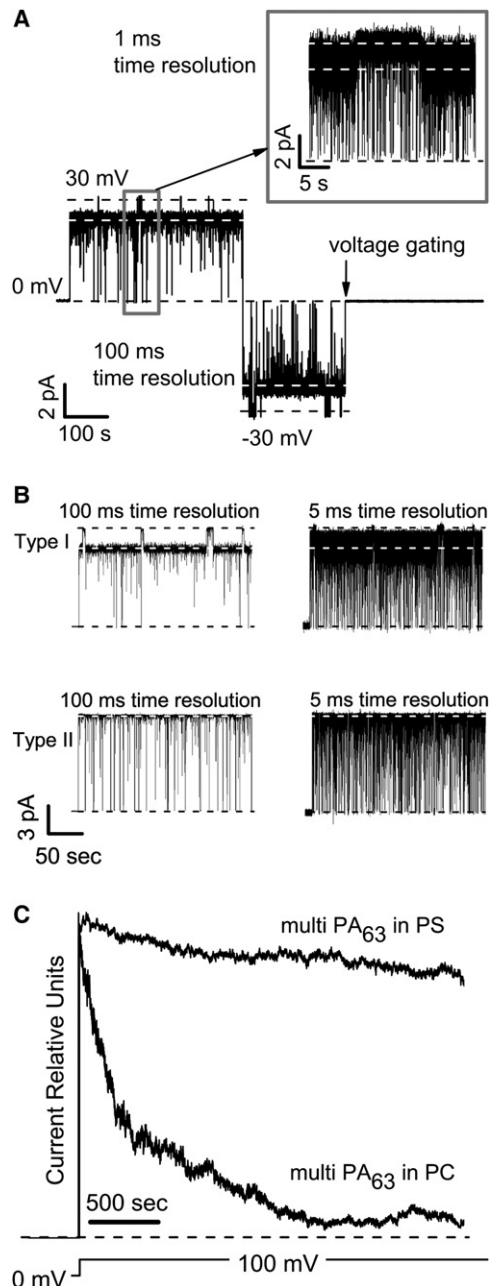 A
1 ms
time resolution
2 pA
5 s
30 mV
voltage gating
0 mV
100 ms
time resolution
2 pA
100 s
-30 mV
B
100 ms time resolution
5 ms time resolution
Type I
100 ms time resolution
5 ms time resolution
Type II
3 pA
50 sec
C
multi PA63 in PS
Current Relative Units
multi PA63 in PC
500 sec
0 mV
100 mV